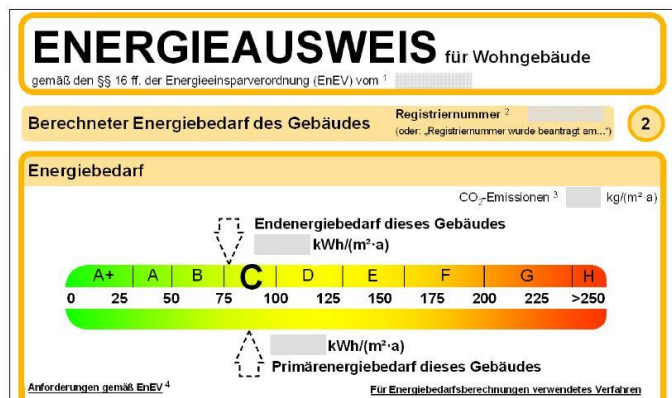 ENERGIEAUSWEIS für Wohngebäude
gemäß den §§ 16 ff. der Energieeinsparverordnung (EnEV) vom 1
Berechneter Energiebedarf des Gebäudes
Registriernummer 2
(oder: „Registriernummer wurde beantragt am...")
2
Energiebedarf
CO2-Emissionen 3 kg/(m²·a)
Endenergiebedarf dieses Gebäudes
kWh/(m²·a)
A+ A B C D E F G H
0 25 50 75 100 125 150 175 200 225 >250
kWh/(m²·a)
Primärenergiebedarf dieses Gebäudes
Anforderungen gemäß EnEV 4 Für Energiebedarfsberechnungen verwendetes Verfahren